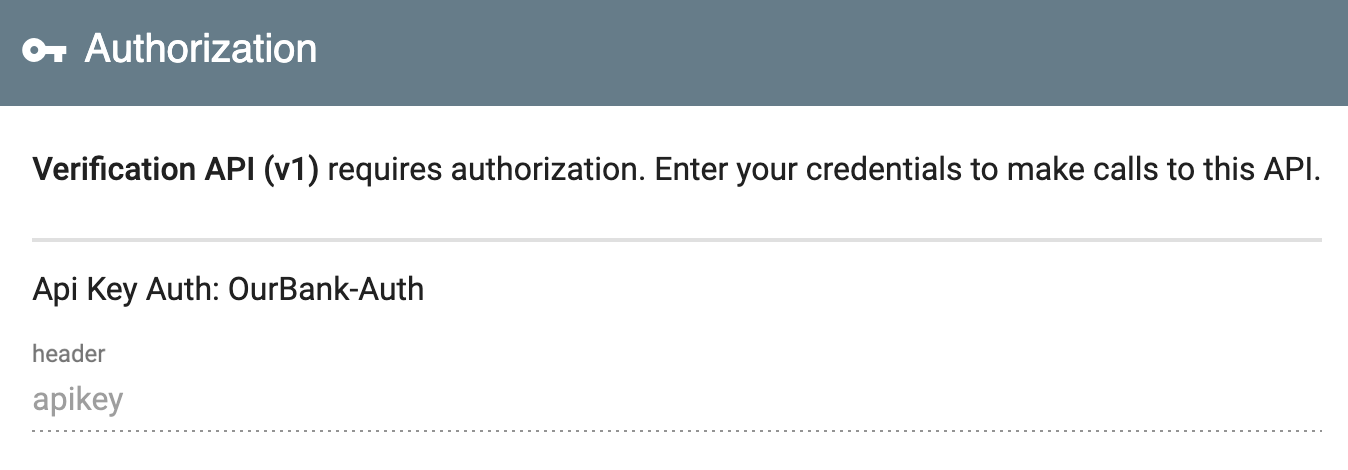 Authorization
Verification API (v1) requires authorization. Enter your credentials to make calls to this API.
Api Key Auth: OurBank-Auth
header
apikey